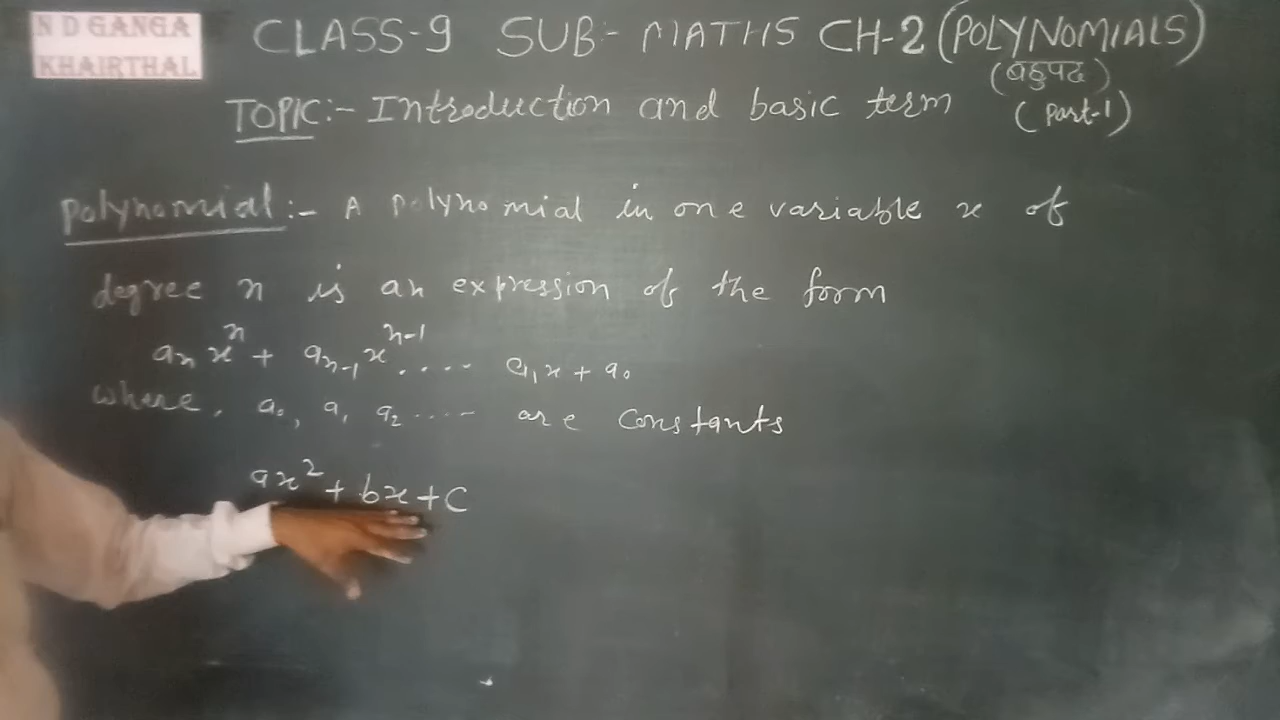 N D GANGA
KHAIRTHAL
CLASS-9 SUB:- MATHS CH-2 (POLYNOMIALS)
(बहुपद)
TOPIC:- Introduction and basic term (Part-1)
Polynomial:- A polynomial in one variable x of
degree n is an expression of the form
aₙxⁿ + aₙ₋₁xⁿ⁻¹ .... a₁x + a₀
where, a₀, a₁ a₂ .... are constants
ax² + bx + c